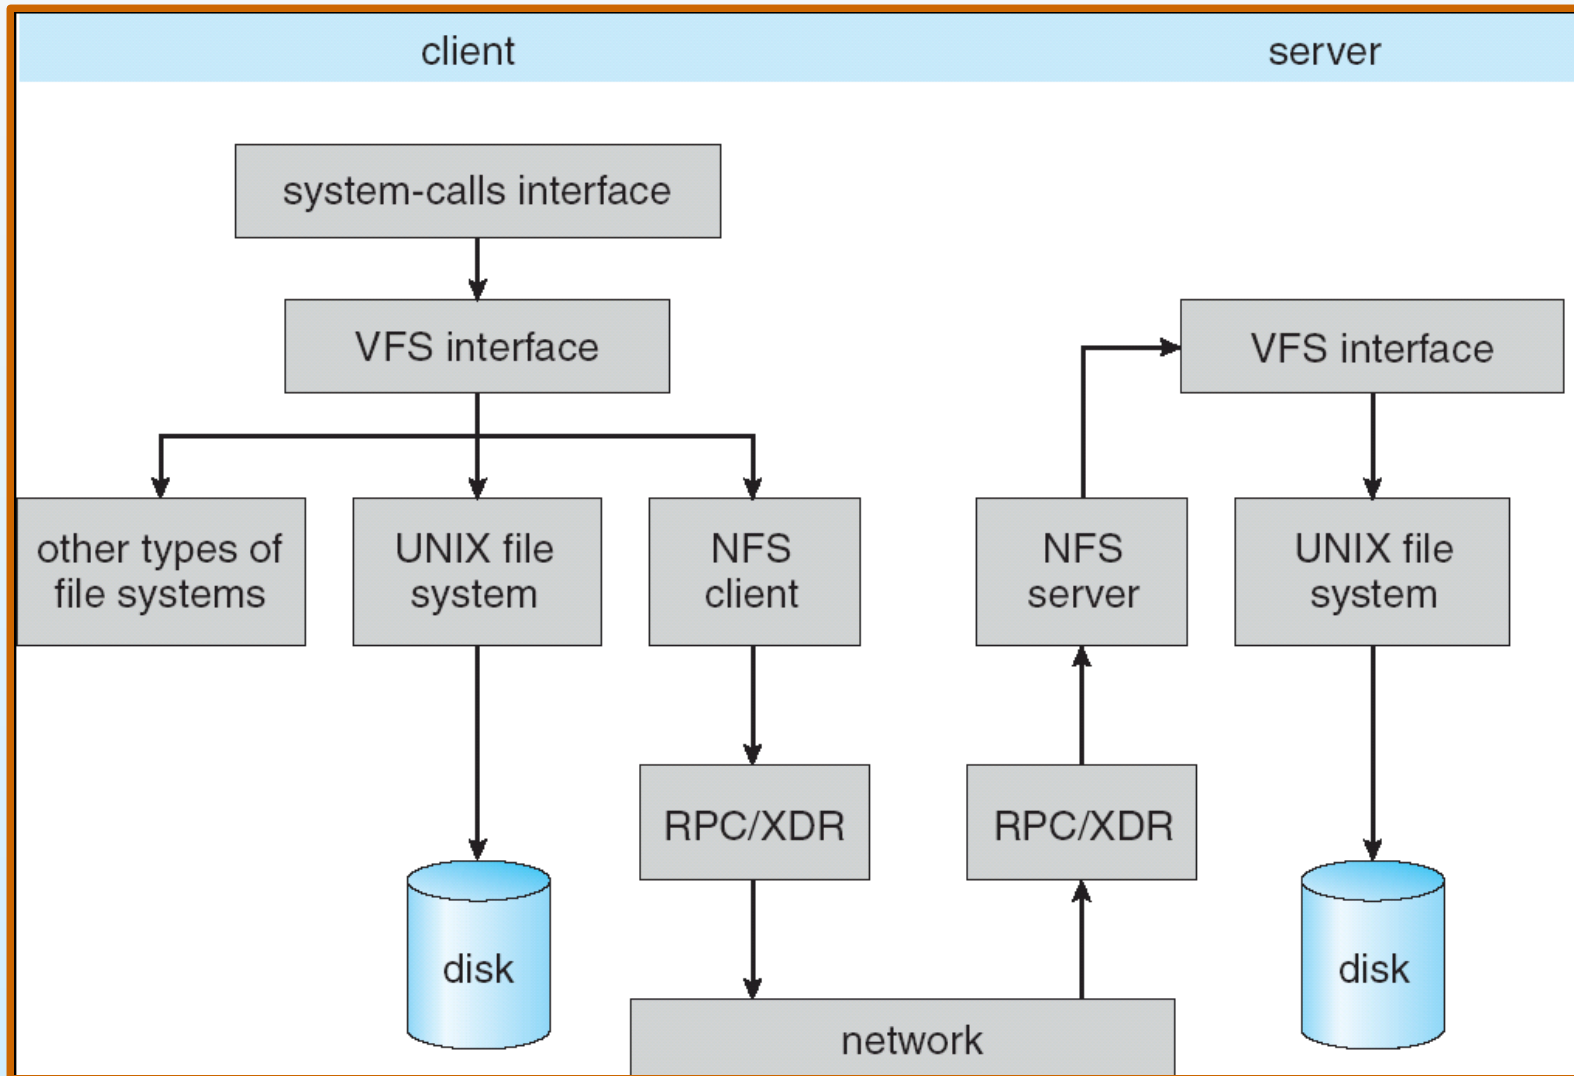 client
server
system-calls interface
VFS interface
VFS interface
other types of
file systems
UNIX file
system
NFS
client
NFS
server
UNIX file
system
RPC/XDR
RPC/XDR
disk
disk
network